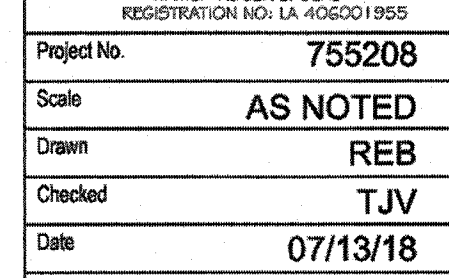 REGISTRATION NO: LA 406001955
Project No. 755208
Scale AS NOTED
Drawn REB
Checked TJV
Date 07/13/18